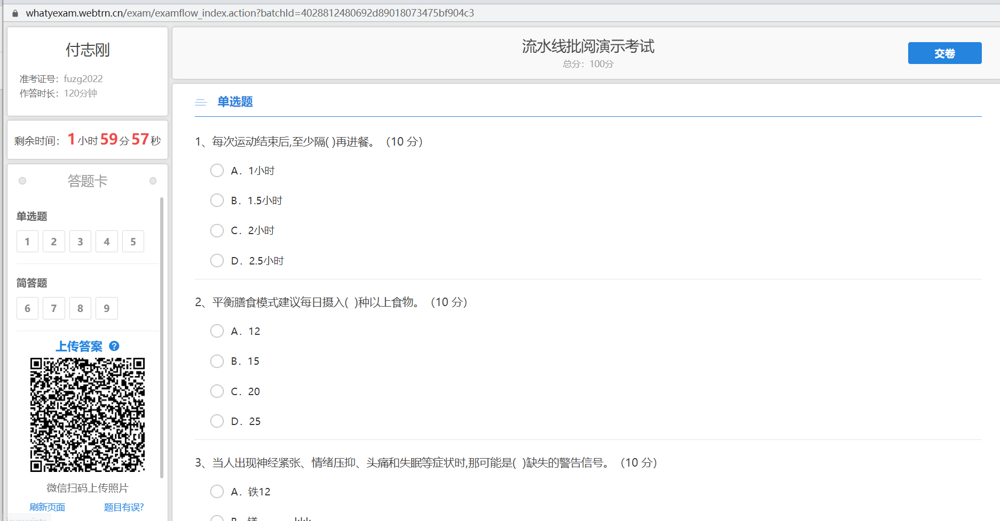 whatyexam.webtrn.cn/exam/examflow_index.action?batchId=4028812480692d89018073475bf904c3
付志刚
准考证号：fuzg2022
作答时长：120分钟
剩余时间：1小时59分57秒
答题卡
单选题
1 2 3 4 5
简答题
6 7 8 9
上传答案 ?
微信扫码上传照片
刷新页面 题目有误?
流水线批阅演示考试
总分：100分
交卷
单选题
1、每次运动结束后,至少隔( )再进餐。（10 分）
A. 1小时
B. 1.5小时
C. 2小时
D. 2.5小时
2、平衡膳食模式建议每日摄入( )种以上食物。（10 分）
A. 12
B. 15
C. 20
D. 25
3、当人出现神经紧张、情绪压抑、头痛和失眠等症状时,那可能是( )缺失的警告信号。（10 分）
A. 铁12
B. 镁 kkk